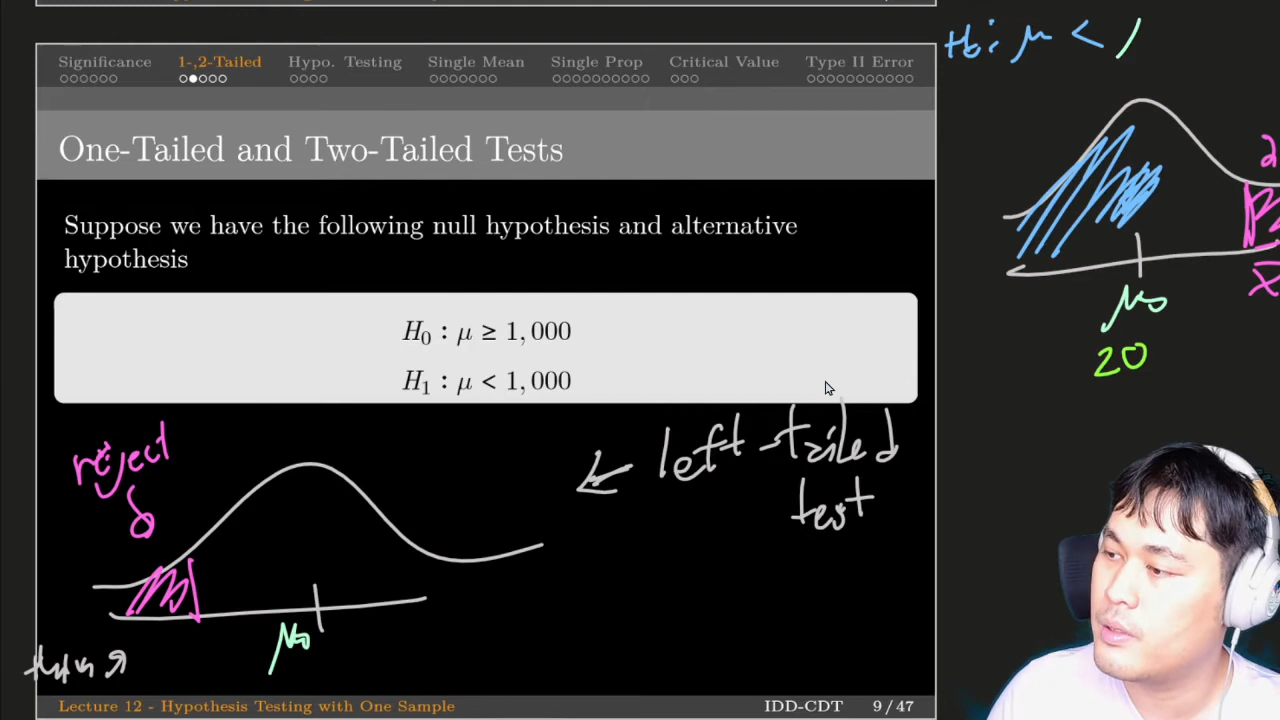 Significance 1-,2-Tailed Hypo. Testing Single Mean Single Prop Critical Value Type II Error
One-Tailed and Two-Tailed Tests
Suppose we have the following null hypothesis and alternative
hypothesis
H₀ : μ ≥ 1, 000
H₁ : μ < 1, 000
reject
← left-tailed
test
μ₀
Lecture 12 - Hypothesis Testing with One Sample IDD-CDT 9 / 47
H₀: μ <
μ₀
20